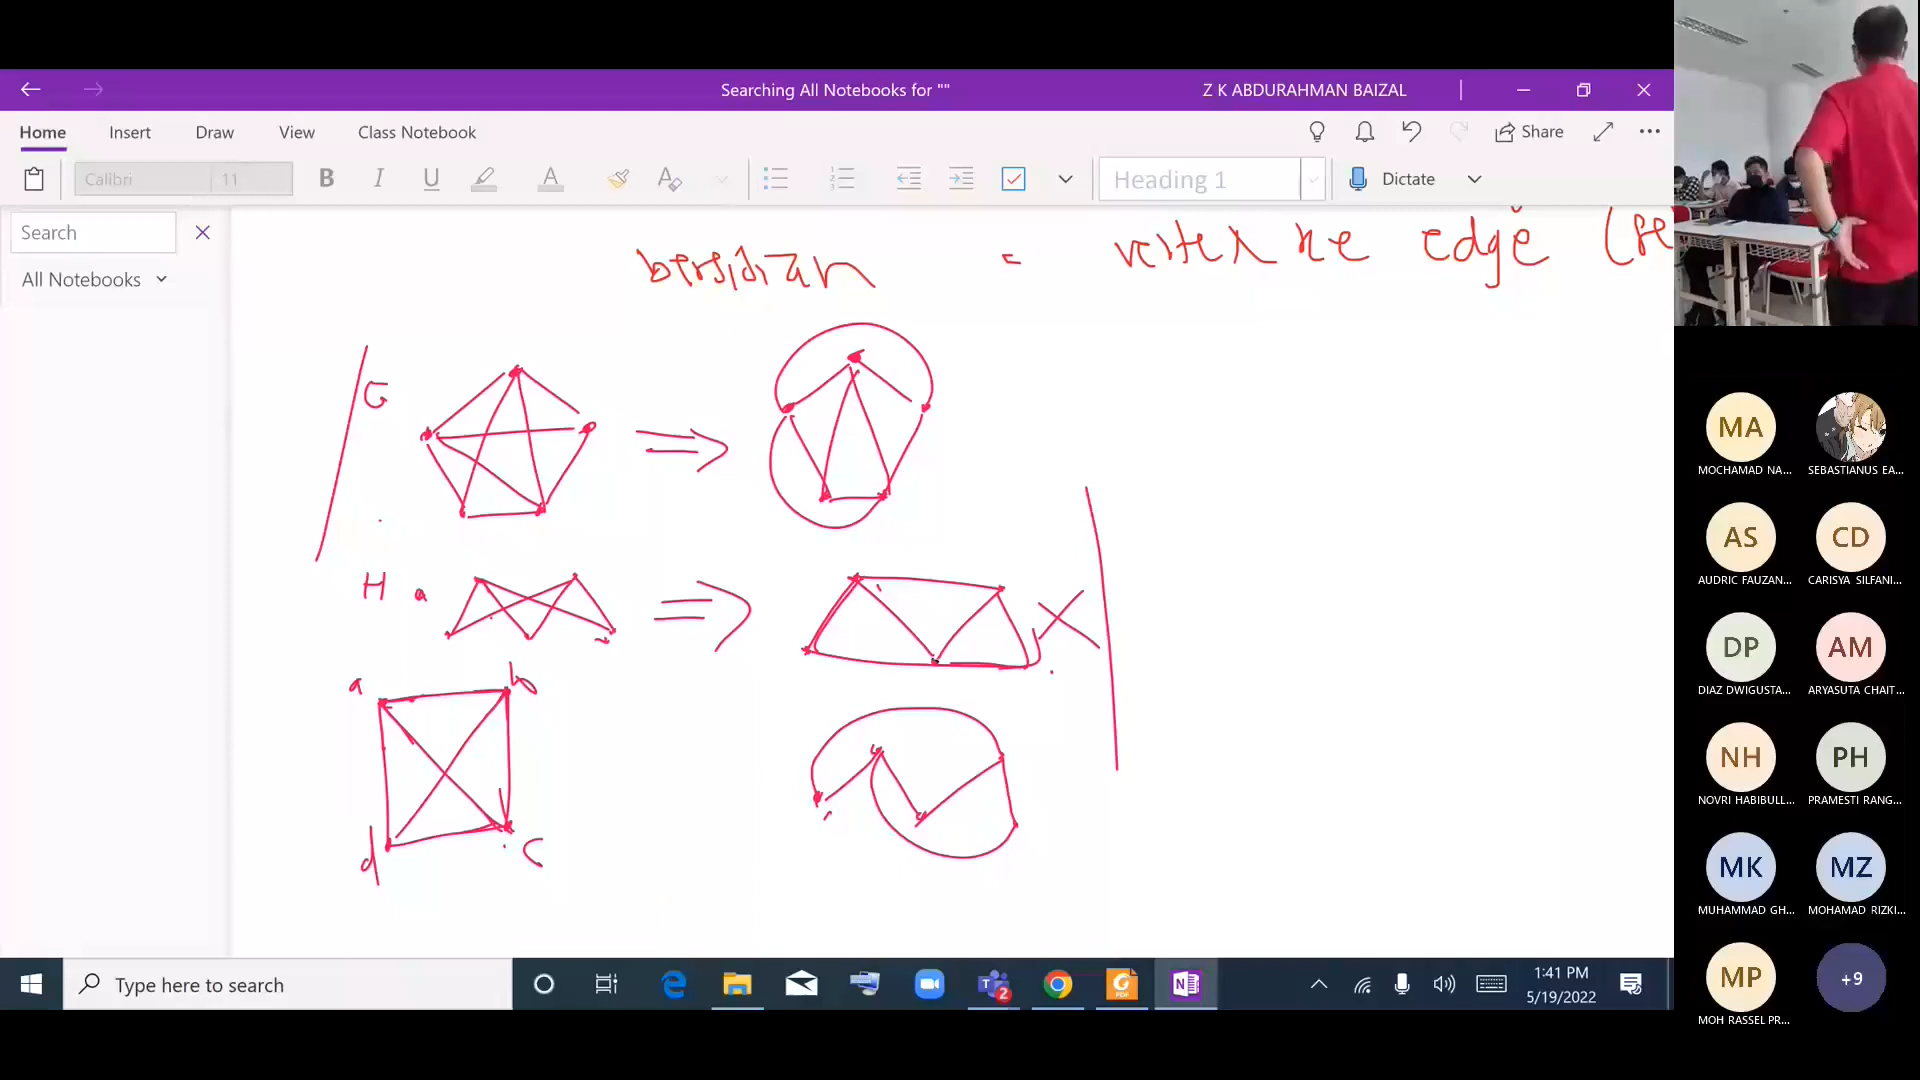 Searching All Notebooks for ""
Z K ABDURAHMAN BAIZAL
Home
Insert
Draw
View
Class Notebook
Share
Calibri
11
B
I
U
A
A
Heading 1
Dictate
Search
All Notebooks
bersisian = vertex ke edge
G
H a
a
b
d
c
MA
MOCHAMAD NA...
SEBASTIANUS EA...
AS
AUDRIC FAUZAN...
CD
CARISYA SILFANI...
DP
DIAZ DWIGUSTA...
AM
ARYASUTA CHAIT...
NH
NOVRI HABIBULL...
PH
PRAMESTI RANG...
MK
MUHAMMAD GH...
MZ
MOHAMAD RIZKI...
MP
MOH RASSEL PR...
+9
Type here to search
2
PDF
1:41 PM
5/19/2022